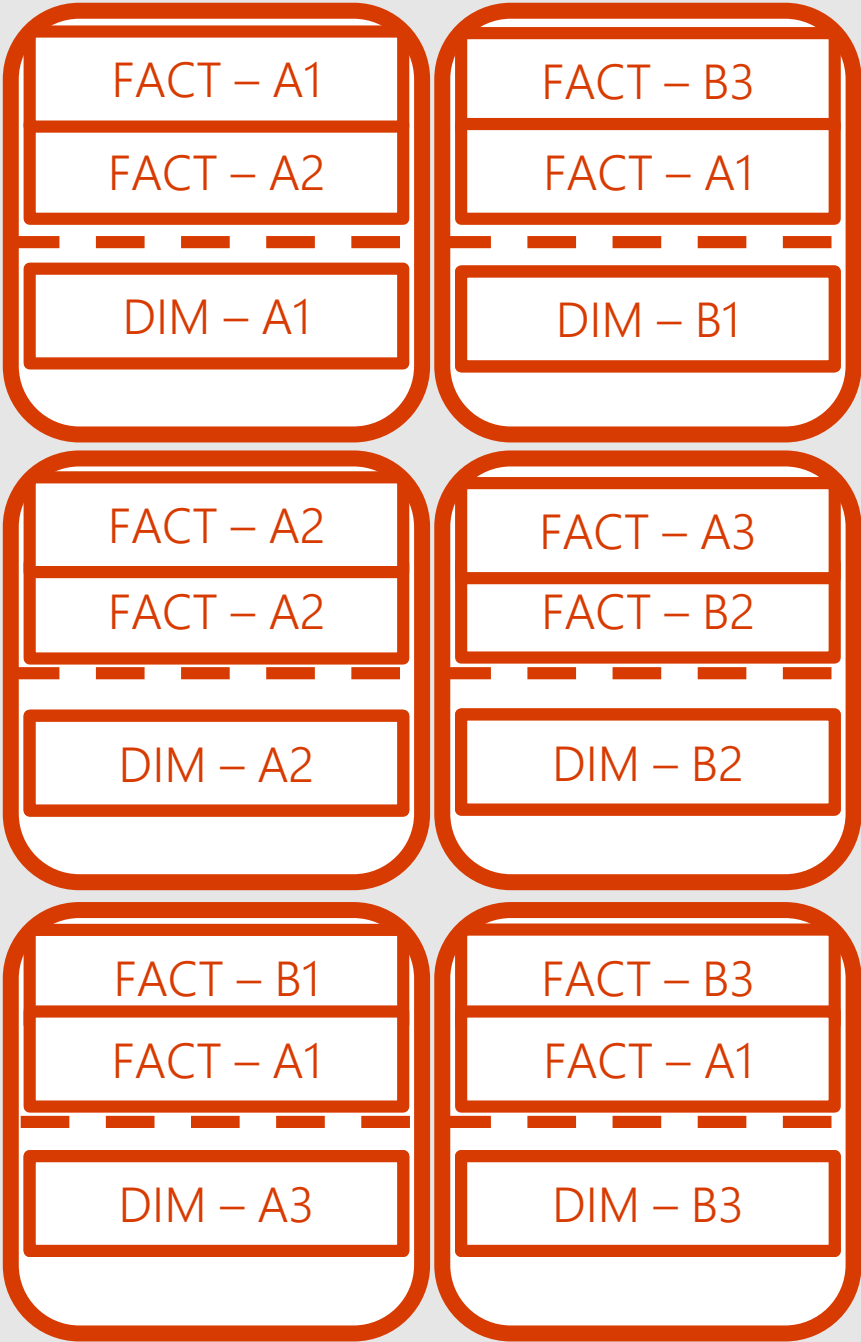 FACT – A1
FACT – A2
DIM – A1
FACT – B3
FACT – A1
DIM – B1
FACT – A2
FACT – A2
DIM – A2
FACT – A3
FACT – B2
DIM – B2
FACT – B1
FACT – A1
DIM – A3
FACT – B3
FACT – A1
DIM – B3